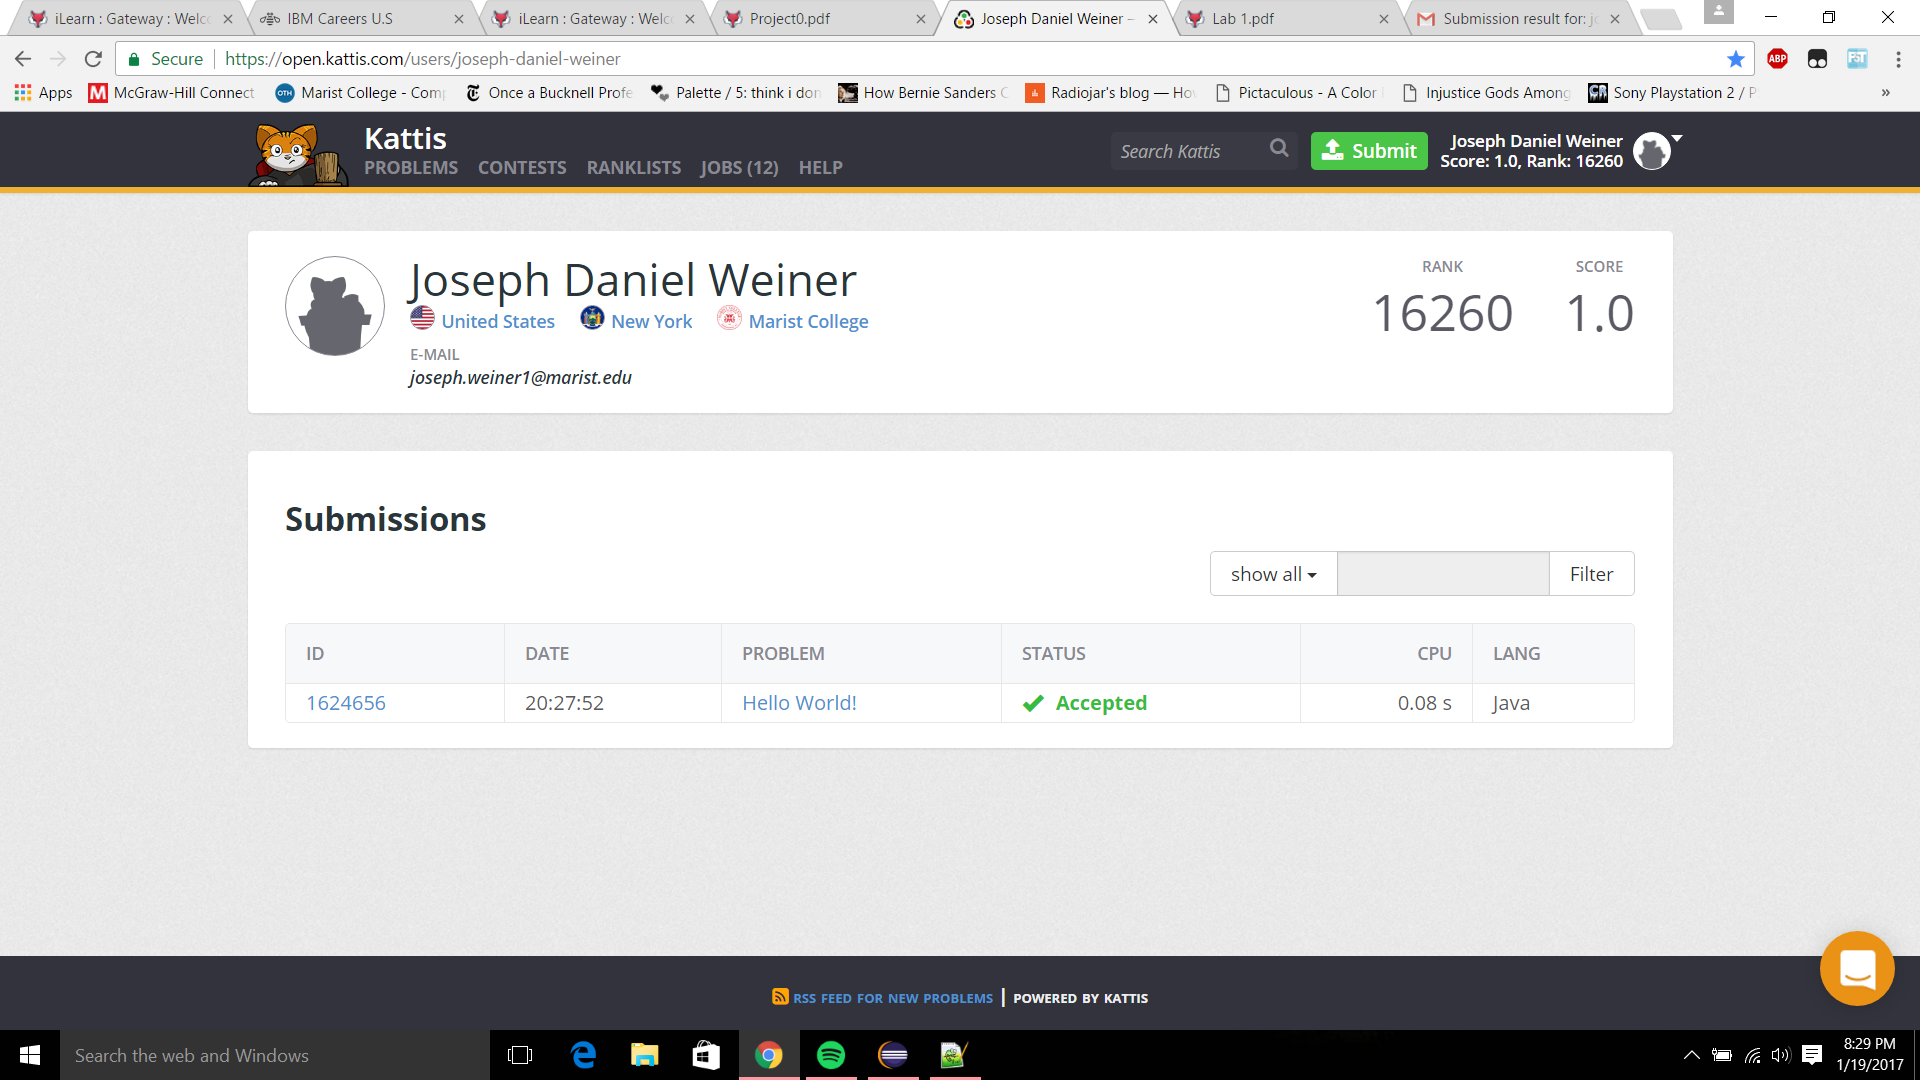 iLearn : Gateway : Welc
IBM Careers U.S
iLearn : Gateway : Welc
Project0.pdf
Joseph Daniel Weiner –
Lab 1.pdf
Submission result for: j
Secure
https://open.kattis.com/users/joseph-daniel-weiner
ABP
Apps
McGraw-Hill Connect
Marist College - Com
Once a Bucknell Profe
Palette / 5: think i don
How Bernie Sanders
Radiojar's blog — Ho
Pictaculous - A Color
Injustice Gods Among
Sony Playstation 2 / P
»
Kattis
PROBLEMS CONTESTS RANKLISTS JOBS (12) HELP
Search Kattis
Submit
Joseph Daniel Weiner
Score: 1.0, Rank: 16260
Joseph Daniel Weiner
United States New York Marist College
E-MAIL
joseph.weiner1@marist.edu
RANK SCORE
16260 1.0
Submissions
show all Filter
ID DATE PROBLEM STATUS CPU LANG
1624656 20:27:52 Hello World! Accepted 0.08 s Java
RSS FEED FOR NEW PROBLEMS | POWERED BY KATTIS
Search the web and Windows
8:29 PM
1/19/2017